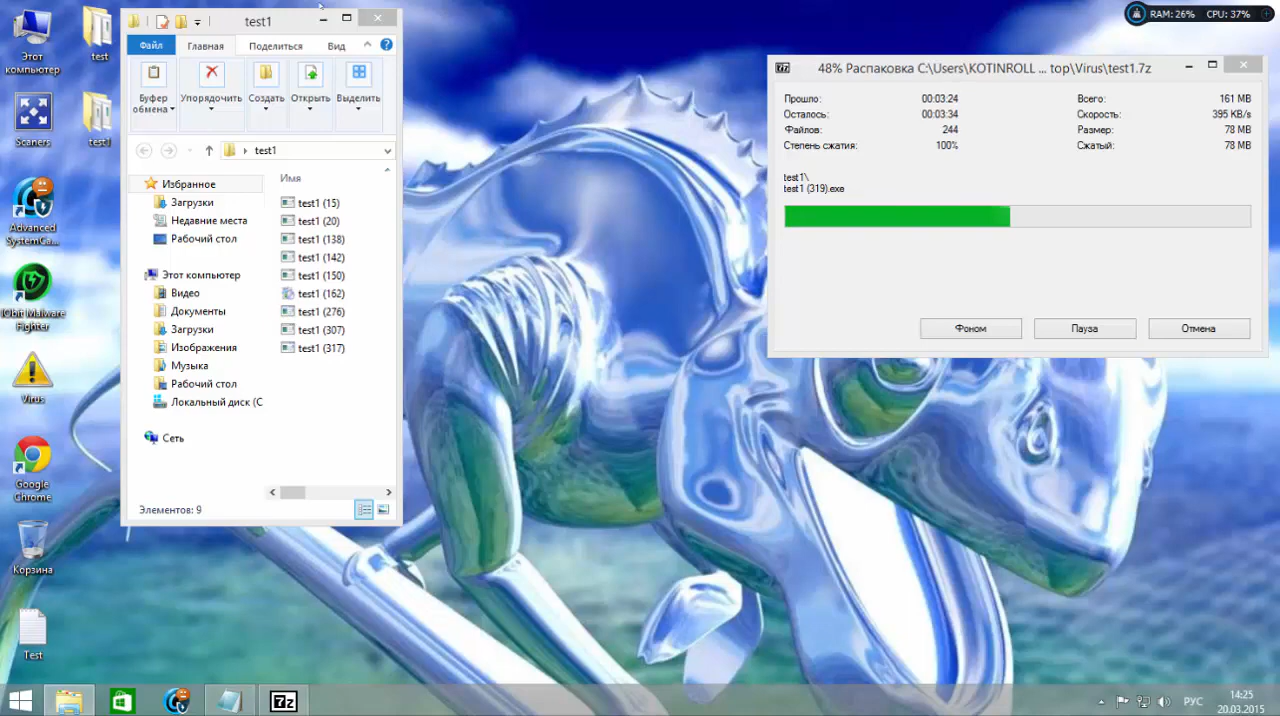 Этот
компьютер
test
Scaners
test1
Advanced
SystemCa...
IObit Malware
Fighter
Virus
Google
Chrome
Корзина
Test
test1
Файл
Главная
Поделиться
Вид
Буфер
обмена
Упорядочить
Создать
Открыть
Выделить
test1
Имя
Избранное
Загрузки
Недавние места
Рабочий стол
Этот компьютер
Видео
Документы
Загрузки
Изображения
Музыка
Рабочий стол
Локальный диск (C
Сеть
test1 (15)
test1 (20)
test1 (138)
test1 (142)
test1 (150)
test1 (162)
test1 (276)
test1 (307)
test1 (317)
Элементов: 9
RAM: 26% CPU: 37%
7z
48% Распаковка C:\Users\KOTINROLL ... top\Virus\test1.7z
Прошло: 00:03:24 Всего: 161 MB
Осталось: 00:03:34 Скорость: 395 KB/s
Файлов: 244 Размер: 78 MB
Степень сжатия: 100% Сжатый: 78 MB
test1\
test1 (319).exe
Фоном Пауза Отмена
7z
РУС
14:25
20.03.2015